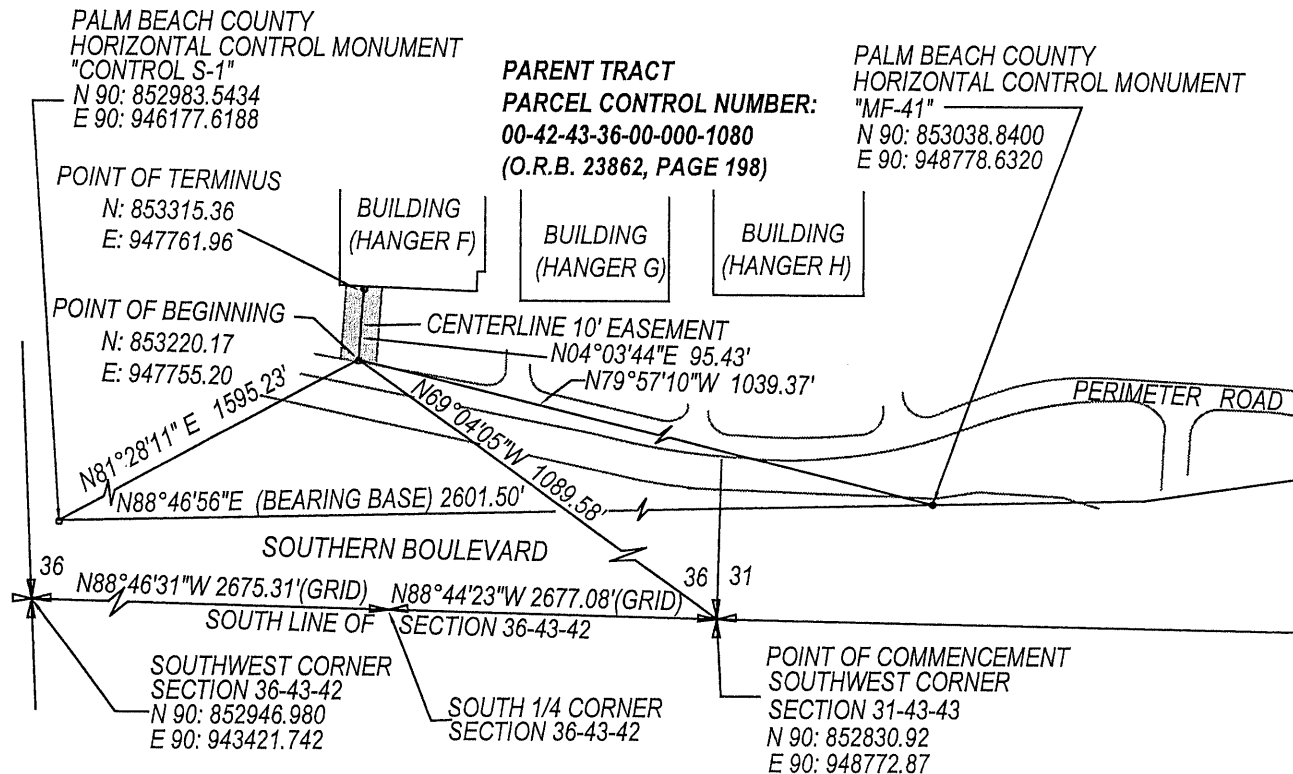 PALM BEACH COUNTY
HORIZONTAL CONTROL MONUMENT
"CONTROL S-1"
N 90: 852983.5434
E 90: 946177.6188
PARENT TRACT
PARCEL CONTROL NUMBER:
00-42-43-36-00-000-1080
(O.R.B. 23862, PAGE 198)
PALM BEACH COUNTY
HORIZONTAL CONTROL MONUMENT
"MF-41"
N 90: 853038.8400
E 90: 948778.6320
POINT OF TERMINUS
N: 853315.36
E: 947761.96
BUILDING
(HANGER F)
BUILDING
(HANGER G)
BUILDING
(HANGER H)
POINT OF BEGINNING
N: 853220.17
E: 947755.20
CENTERLINE 10' EASEMENT
N04°03'44"E 95.43'
N79°57'10"W 1039.37'
PERIMETER ROAD
N81°28'11" E 1595.23'
N69°04'05"W 1089.58'
N88°46'56"E (BEARING BASE) 2601.50'
SOUTHERN BOULEVARD
36
36
31
N88°46'31"W 2675.31'(GRID)
N88°44'23"W 2677.08'(GRID)
SOUTH LINE OF SECTION 36-43-42
SOUTHWEST CORNER
SECTION 36-43-42
N 90: 852946.980
E 90: 943421.742
SOUTH 1/4 CORNER
SECTION 36-43-42
POINT OF COMMENCEMENT
SOUTHWEST CORNER
SECTION 31-43-43
N 90: 852830.92
E 90: 948772.87